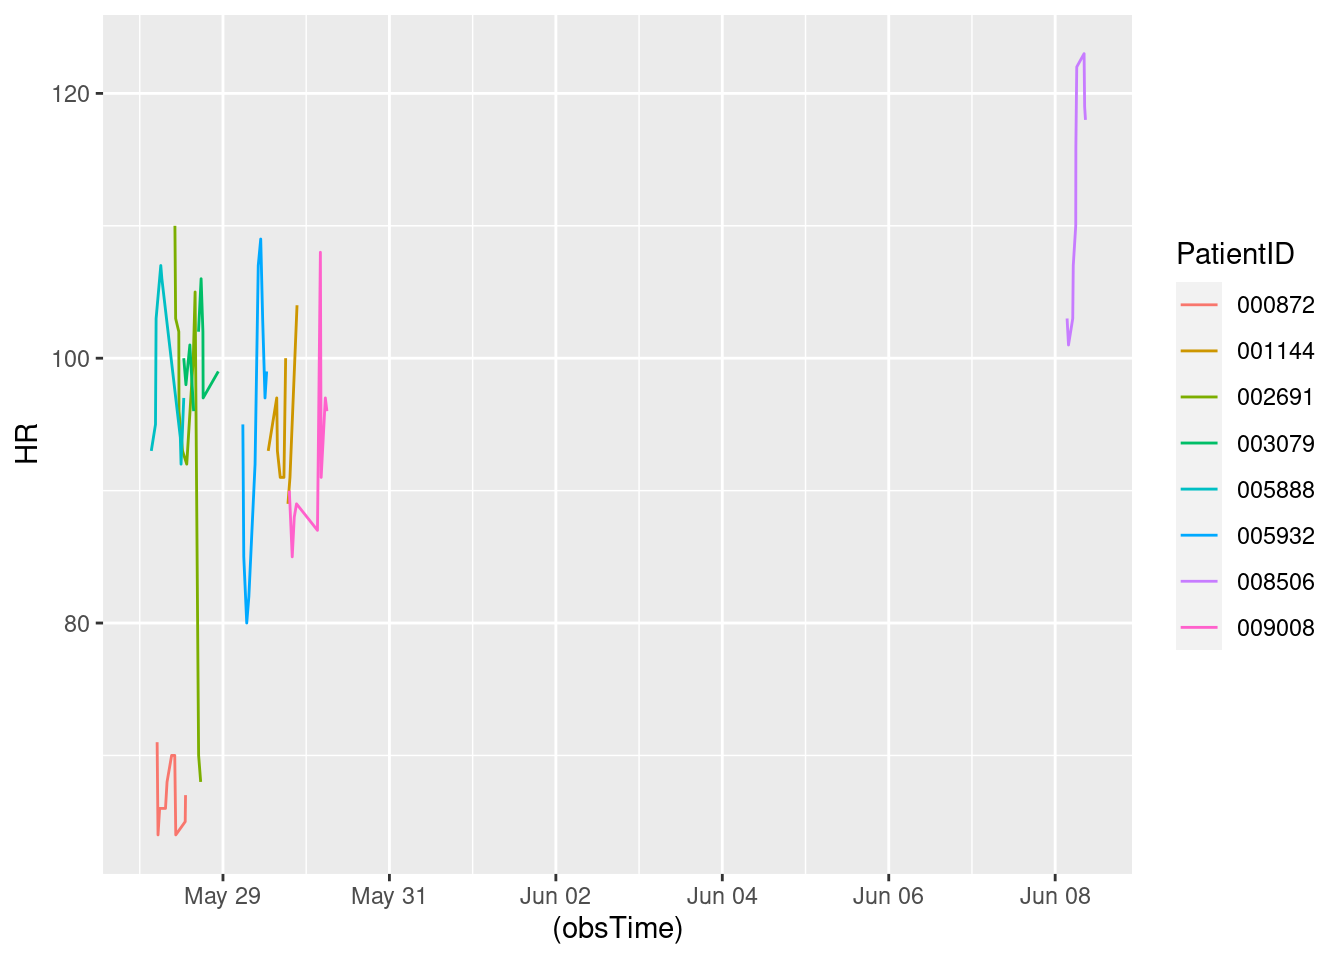 120
100
80
HR
May 29
May 31
Jun 02
Jun 04
Jun 06
Jun 08
(obsTime)
PatientID
000872
001144
002691
003079
005888
005932
008506
009008